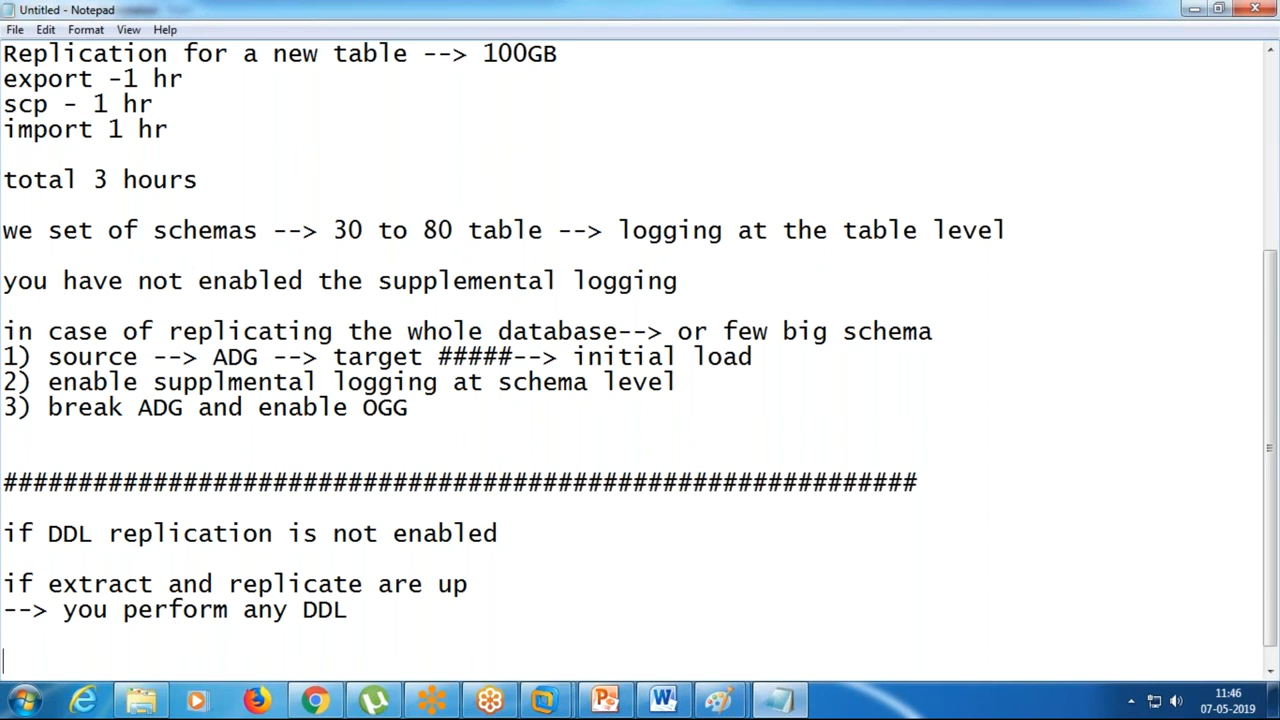 Untitled - Notepad
File Edit Format View Help
Replication for a new table --> 100GB
export -1 hr
scp - 1 hr
import 1 hr
total 3 hours
we set of schemas --> 30 to 80 table --> logging at the table level
you have not enabled the supplemental logging
in case of replicating the whole database--> or few big schema
1) source --> ADG --> target #####--> initial load
2) enable supplmental logging at schema level
3) break ADG and enable OGG
#############################################################
if DDL replication is not enabled
if extract and replicate are up
--> you perform any DDL
11:46
07-05-2019